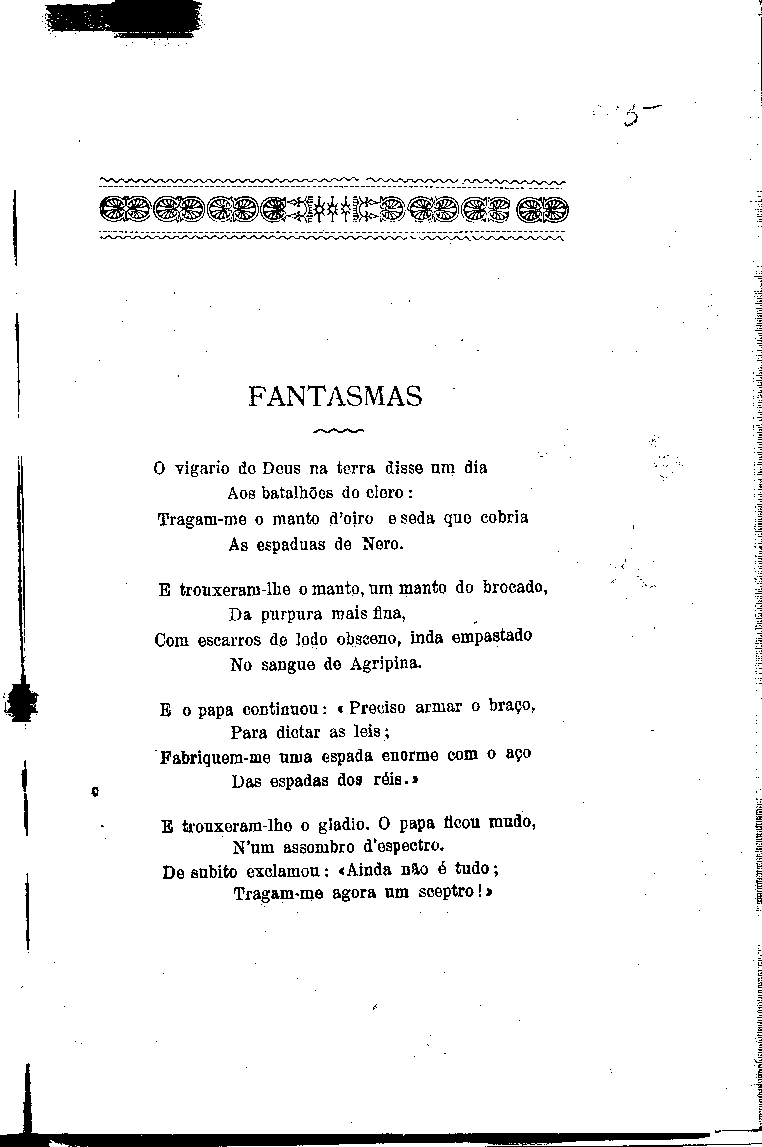 5
FANTASMAS
O vigario de Deus na terra disse um dia
Aos batalhões do clero:
Tragam-me o manto d'oiro e seda que cobria
As espaduas de Nero.
E trouxeram-lhe o manto, um manto de brocado,
Da purpura mais fina,
Com escarros de lodo obsceno, inda empastado
No sangue de Agripina.
E o papa continuou: «Preciso armar o braço,
Para dictar as leis;
Fabriquem-me uma espada enorme com o aço
Das espadas dos réis.»
E trouxeram-lhe o gladio. O papa ficou mudo,
N'um assombro d'espectro.
De subito exclamou: «Ainda não é tudo;
Tragam-me agora um sceptro!»